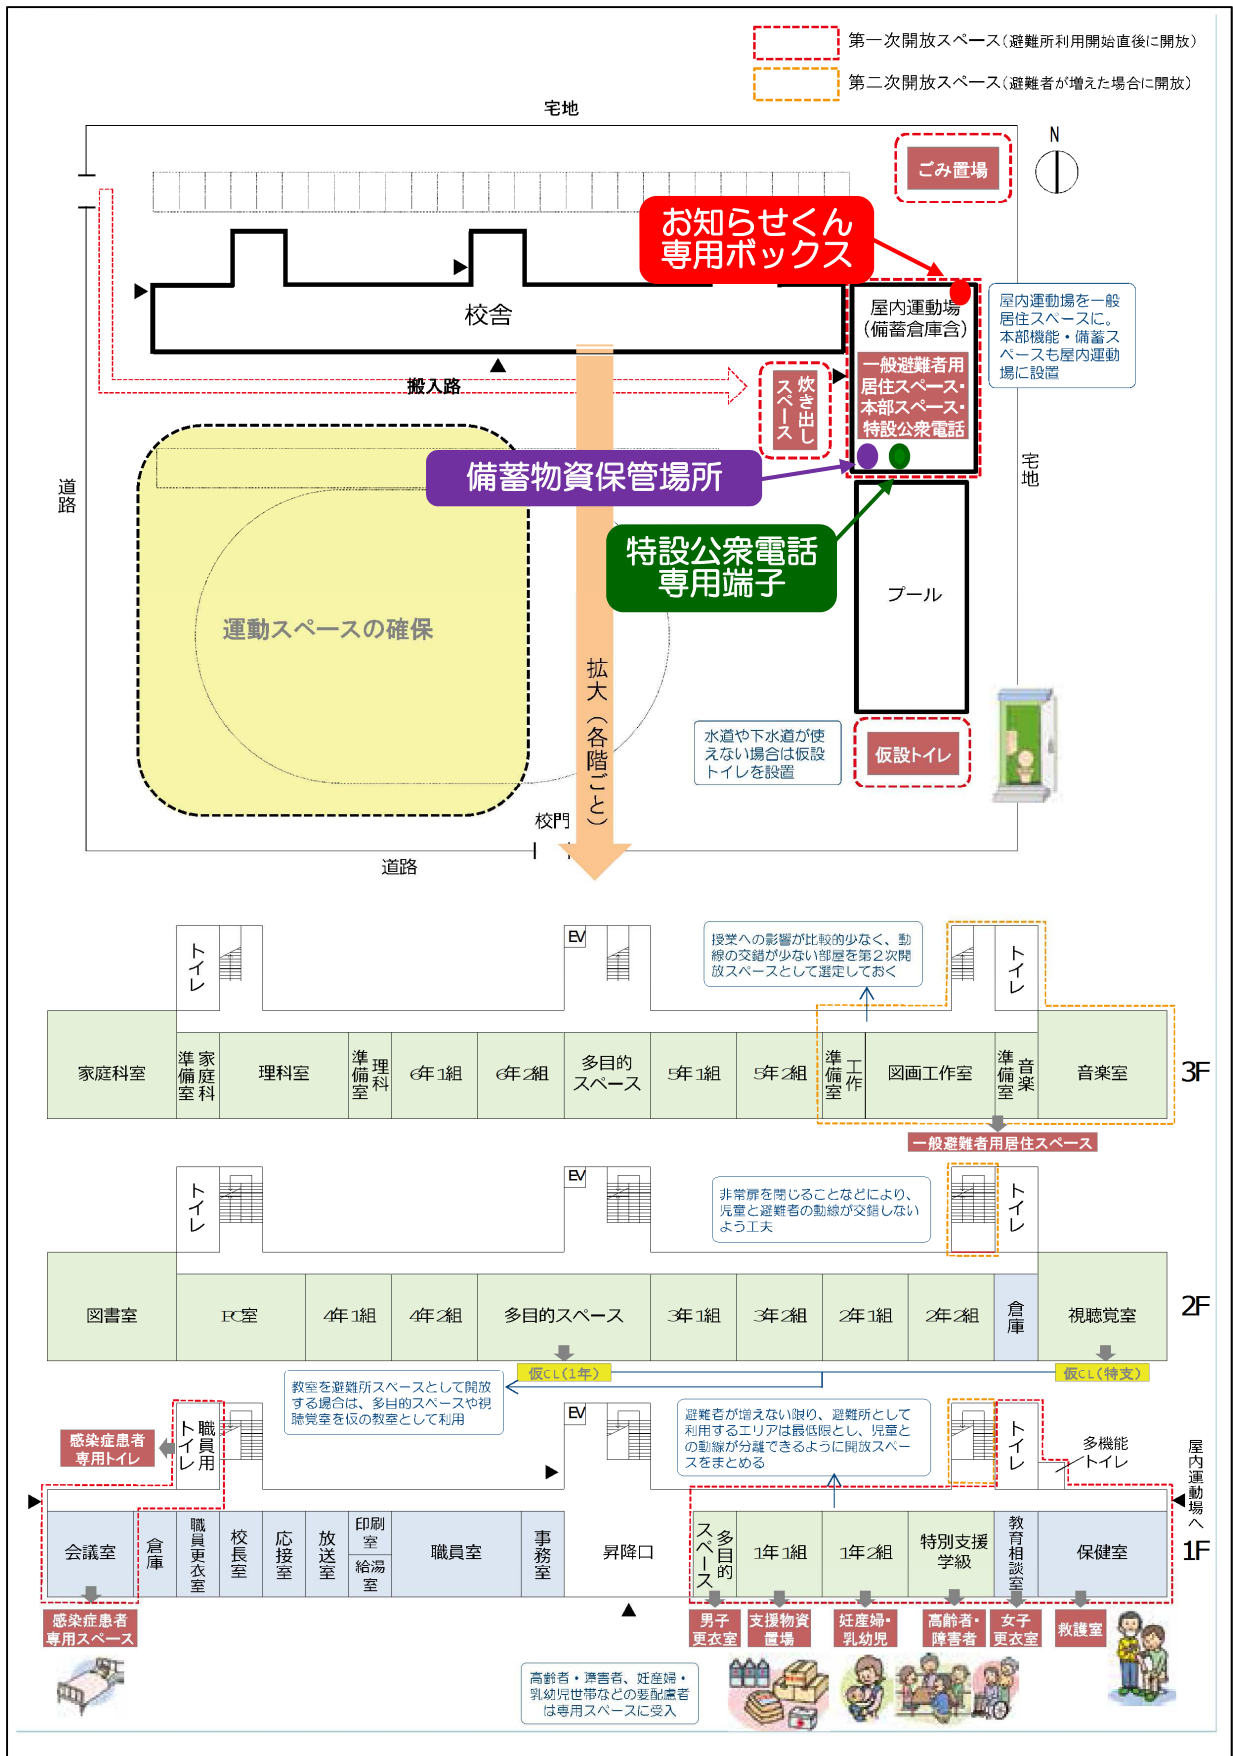 第一次開放スペース(避難所利用開始直後に開放)
第二次開放スペース(避難者が増えた場合に開放)
宅地
N
ごみ置場
お知らせくん
専用ボックス
校舎
屋内運動場
(備蓄倉庫含)
屋内運動場を一般
居住スペースに。
本部機能・備蓄ス
ペースも屋内運動
場に設置
一般避難者用
居住スペース・
本部スペース・
特設公衆電話
搬入路
炊き出し
スペース
備蓄物資保管場所
宅地
道路
特設公衆電話
専用端子
プール
運動スペースの確保
拡大(各階ごと)
水道や下水道が使
えない場合は仮設
トイレを設置
仮設トイレ
校門
道路
トイレ
EV
授業への影響が比較的少なく、動
線の交錯が少ない部屋を第2次開
放スペースとして選定しておく
トイレ
家庭科室
家庭科
準備室
理科室
理科
準備室
6年1組
6年2組
多目的
スペース
5年1組
5年2組
工作
準備室
図画工作室
音楽
準備室
音楽室
3F
一般避難者用居住スペース
トイレ
EV
非常扉を閉じることなどにより、
児童と避難者の動線が交錯しない
よう工夫
トイレ
図書室
PC室
4年1組
4年2組
多目的スペース
3年1組
3年2組
2年1組
2年2組
倉庫
視聴覚室
2F
仮CL(1年)
仮CL(特支)
教室を避難所スペースとして開放
する場合は、多目的スペースや視
聴覚室を仮の教室として利用
感染症患者
専用トイレ
職員用
トイレ
EV
避難者が増えない限り、避難所として
利用するエリアは最低限とし、児童と
の動線が分離できるように開放スペー
スをまとめる
トイレ
多機能
トイレ
屋内運動場へ
会議室
倉庫
職員更衣室
校長室
応接室
放送室
印刷
室
給湯
室
職員室
事務室
昇降口
多目的
スペース
1年1組
1年2組
特別支援
学級
教育相談室
保健室
1F
感染症患者
専用スペース
男子
更衣室
支援物資
置場
妊産婦・
乳幼児
高齢者・
障害者
女子
更衣室
救護室
高齢者・障害者、妊産婦・
乳幼児世帯などの要配慮者
は専用スペースに受入